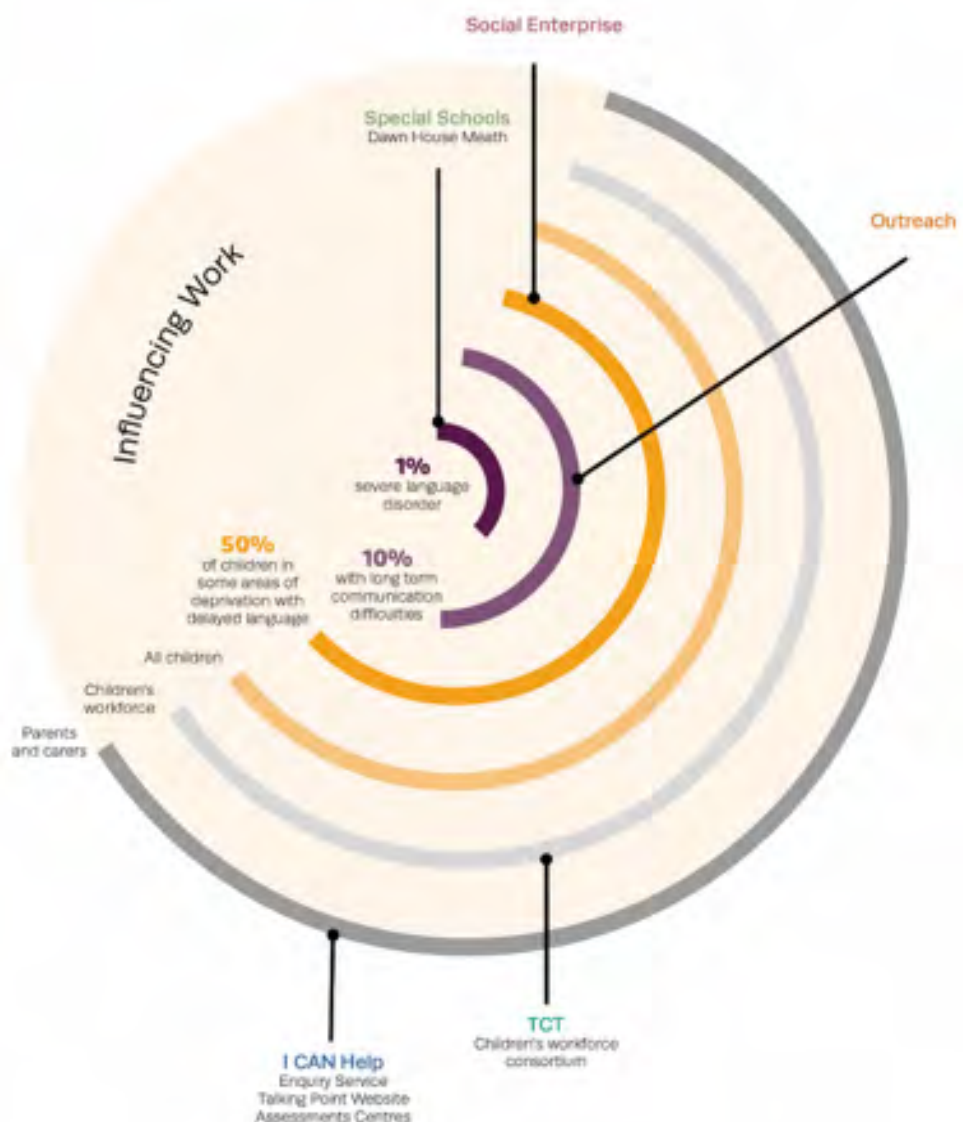 Social Enterprise
Special Schools
Dawn House Meath
Outreach
Influencing Work
1%
severe language
disorder
50%
of children in
some areas of
deprivation with
delayed language
10%
with long term
communication
difficulties
All children
Children's
workforce
Parents
and carers
TCT
Children's workforce
consortium
I CAN Help
Enquiry Service
Talking Point Website
Assessments Centres